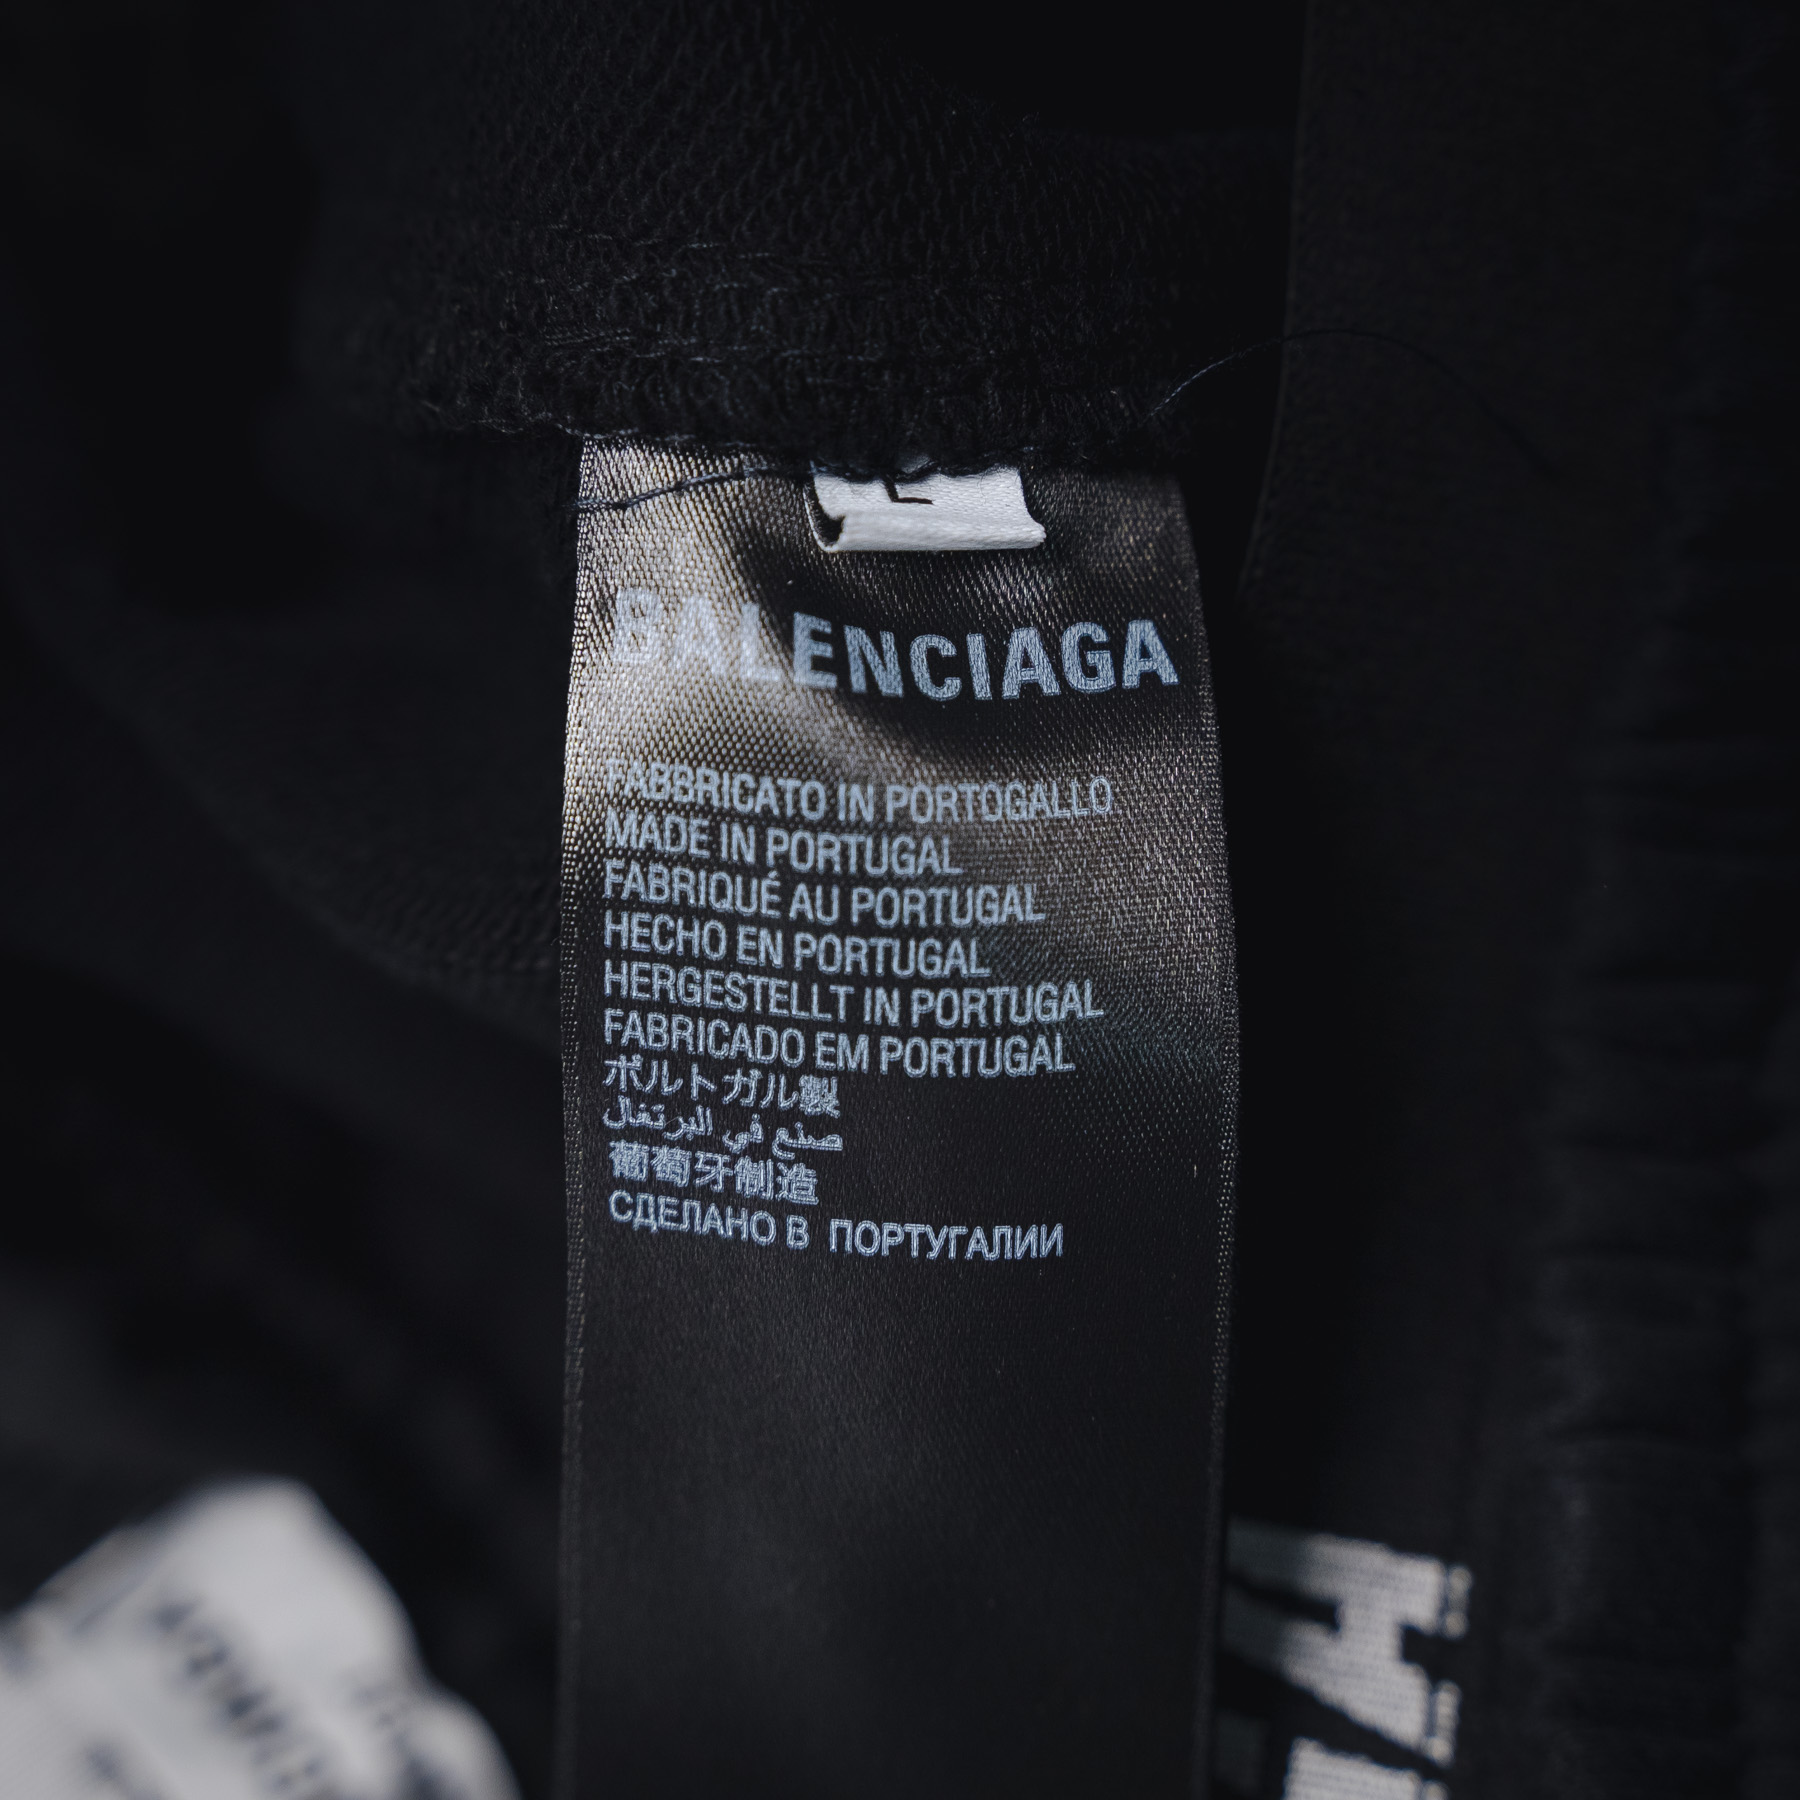 L
BALENCIAGA
FABBRICATO IN PORTOGALLO
MADE IN PORTUGAL
FABRIQUÉ AU PORTUGAL
HECHO EN PORTUGAL
HERGESTELLT IN PORTUGAL
FABRICADO EM PORTUGAL
ポルトガル製
صنع في البرتغال
葡萄牙制造
СДЕЛАНО В ПОРТУГАЛИИ